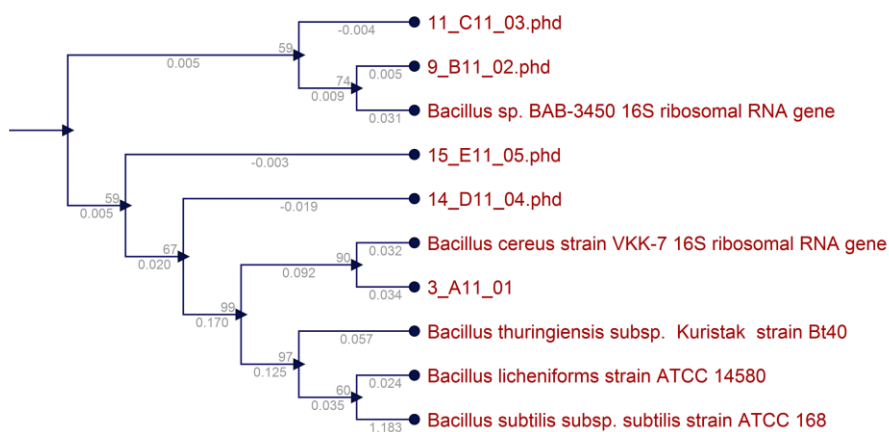 -0.004
11_C11_03.phd
59
0.005
0.005
9_B11_02.phd
74
0.009
0.031
Bacillus sp. BAB-3450 16S ribosomal RNA gene
-0.003
15_E11_05.phd
59
0.005
-0.019
14_D11_04.phd
67
0.020
0.032
Bacillus cereus strain VKK-7 16S ribosomal RNA gene
90
0.092
0.034
3_A11_01
99
0.170
0.057
Bacillus thuringiensis subsp.  Kuristak  strain Bt40
97
0.125
0.024
Bacillus licheniforms strain ATCC 14580
60
0.035
1.183
Bacillus subtilis subsp. subtilis strain ATCC 168